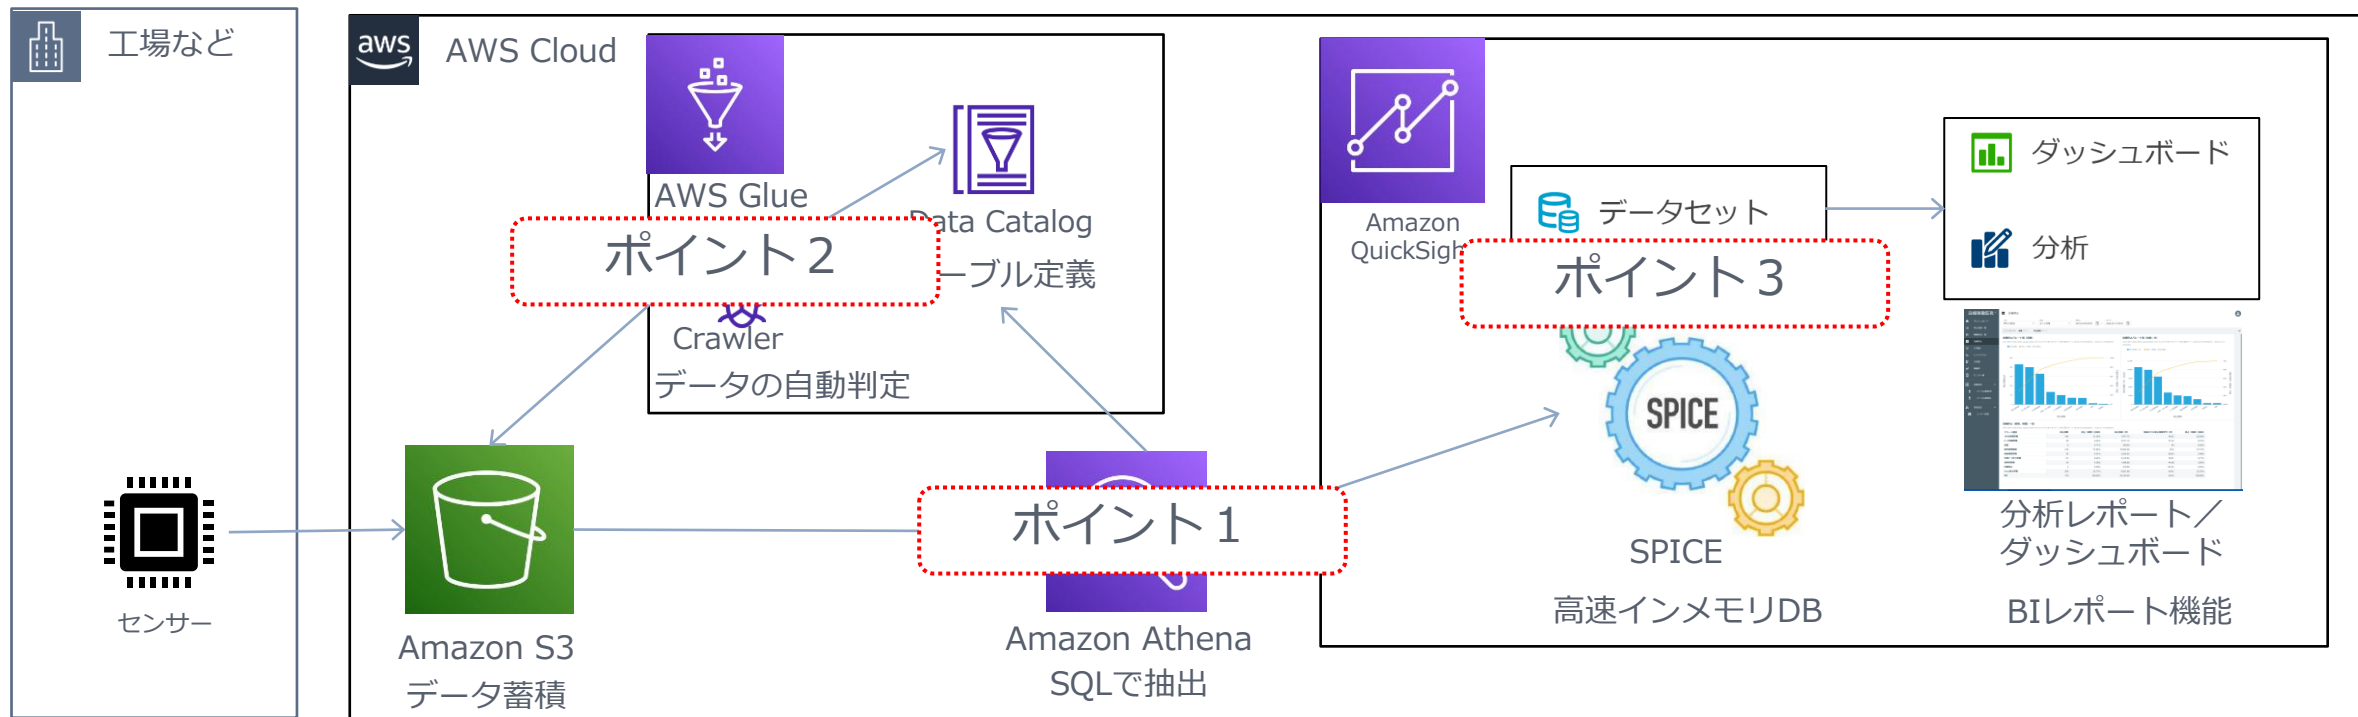 工場など
aws
AWS Cloud
AWS Glue
Data Catalog
ーブル定義
ポイント2
Crawler
データの自動判定
センサー
Amazon S3
データ蓄積
ポイント1
Amazon Athena
SQLで抽出
Amazon
QuickSigh
データセット
ポイント3
SPICE
SPICE
高速インメモリDB
ダッシュボード
分析
分析レポート／
ダッシュボード
BIレポート機能